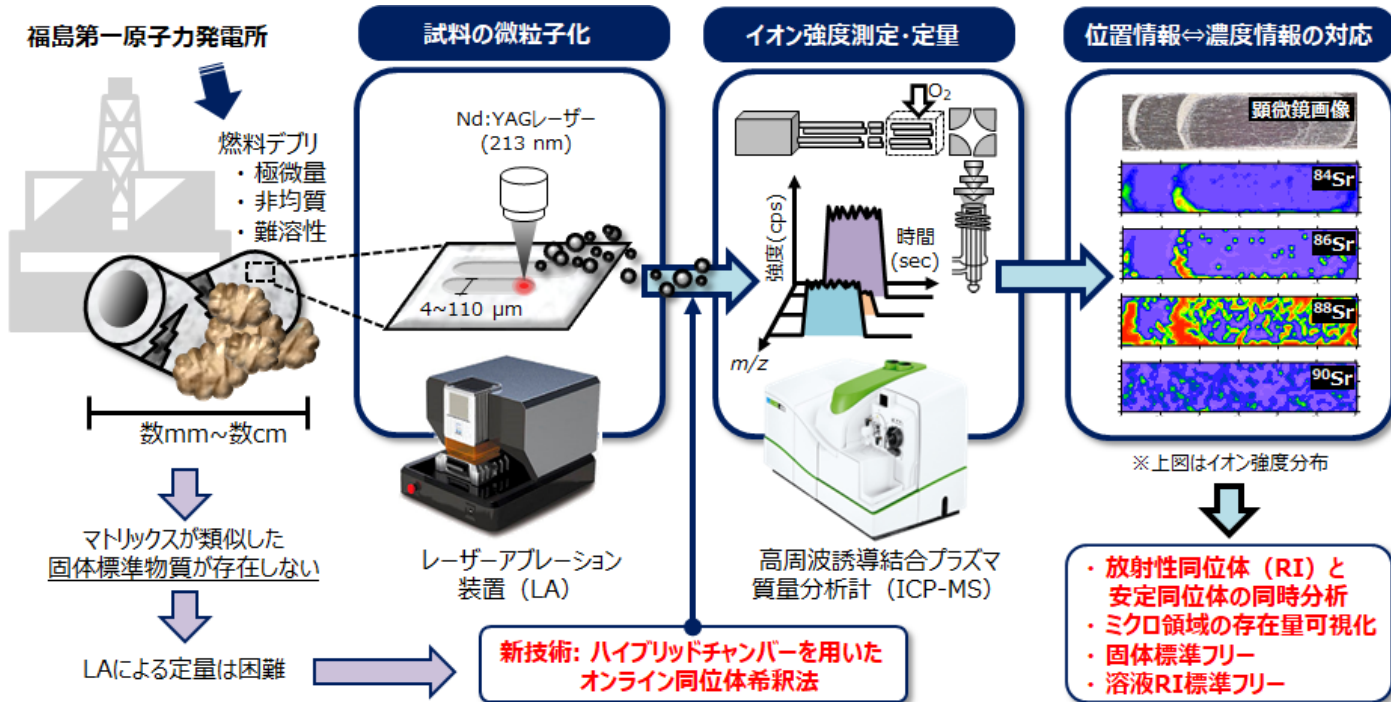 福島第一原子力発電所
燃料デブリ
・極微量
・非均質
・難溶性
数mm~数cm
マトリックスが類似した
固体標準物質が存在しない
LAによる定量は困難
試料の微粒子化
Nd:YAGレーザー
(213 nm)
4~110 μm
レーザーアブレーション
装置（LA）
新技術: ハイブリッドチャンバーを用いた
オンライン同位体希釈法
イオン強度測定・定量
O₂
強度(cps)
時間
(sec)
m/z
高周波誘導結合プラズマ
質量分析計（ICP-MS）
位置情報⇔濃度情報の対応
顕微鏡画像
⁸⁴Sr
⁸⁶Sr
⁸⁸Sr
⁹⁰Sr
※上図はイオン強度分布
・放射性同位体（RI）と
安定同位体の同時分析
・ミクロ領域の存在量可視化
・固体標準フリー
・溶液RI標準フリー